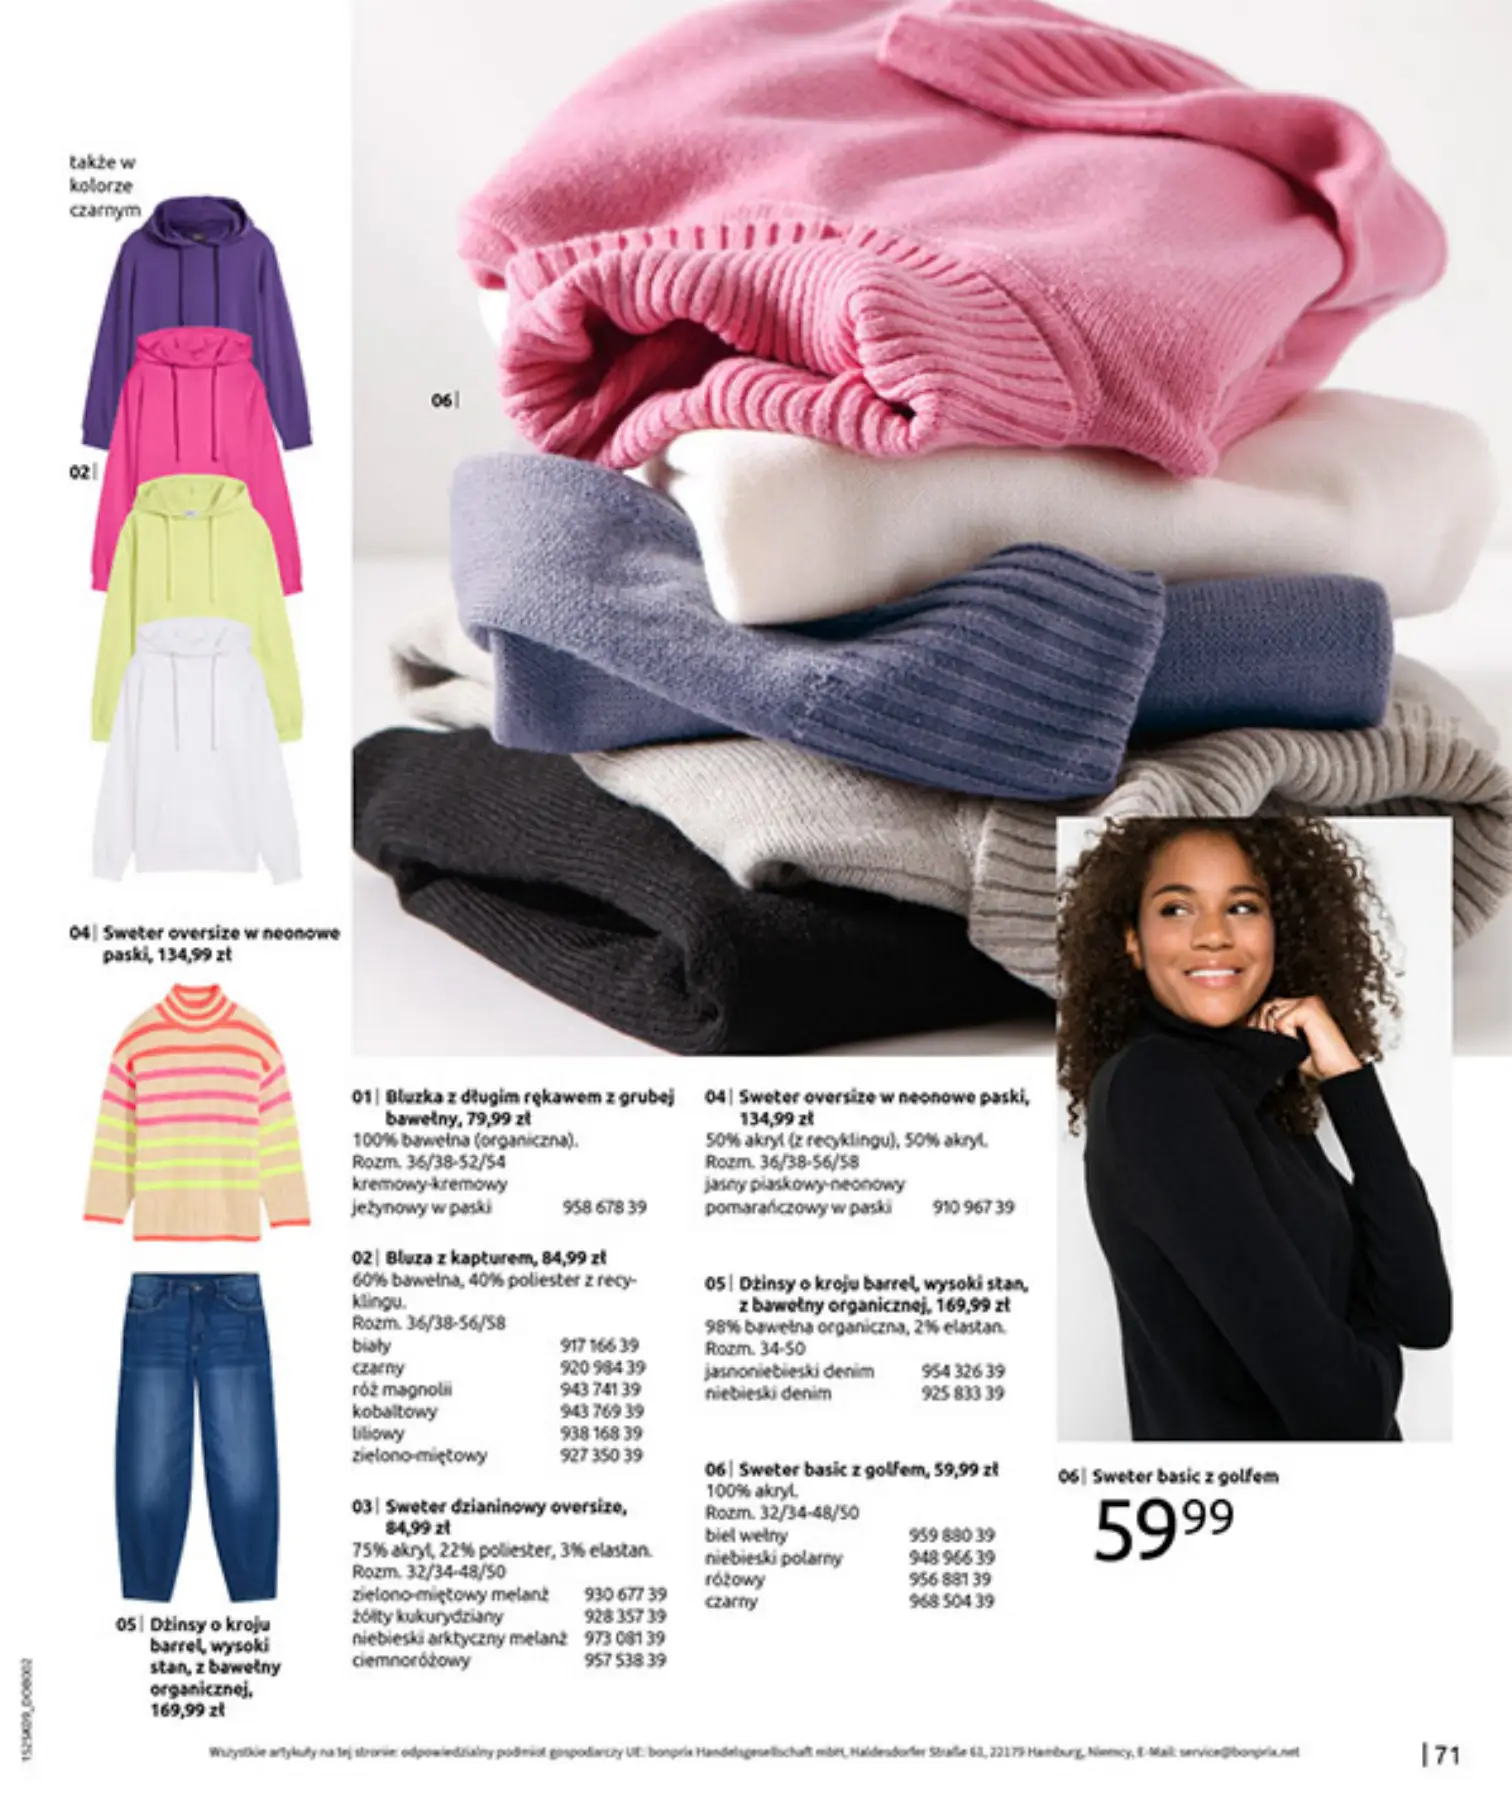 także w
kolorze
czarnym
02|
06|
04| Sweter oversize w neonowe
paski, 134,99 zł
05| Dżinsy o kroju
barrel, wysoki
stan, z bawełny
organicznej,
169,99 zł
01| Bluzka z długim rękawem z grubej
bawełny, 79,99 zł
100% bawełna (organiczna).
Rozm. 36/38-52/54
kremowy-kremowy
jeżynowy w paski 958 678 39
02| Bluza z kapturem, 84,99 zł
60% bawełna, 40% poliester z recy-
klingu.
Rozm. 36/38-56/58
biały 917 166 39
czarny 920 984 39
róż magnolii 943 741 39
kobaltowy 943 769 39
liliowy 938 168 39
zielono-miętowy 927 350 39
03| Sweter dzianinowy oversize,
84,99 zł
75% akryl, 22% poliester, 3% elastan.
Rozm. 32/34-48/50
zielono-miętowy melanż 930 677 39
żółty kukurydziany 928 357 39
niebieski arktyczny melanż 973 081 39
ciemnoróżowy 957 538 39
04| Sweter oversize w neonowe paski,
134,99 zł
50% akryl (z recyklingu), 50% akryl.
Rozm. 36/38-56/58
jasny piaskowy-neonowy
pomarańczowy w paski 910 967 39
05| Dżinsy o kroju barrel, wysoki stan,
z bawełny organicznej, 169,99 zł
98% bawełna organiczna, 2% elastan.
Rozm. 34-50
jasnoniebieski denim 954 326 39
niebieski denim 925 833 39
06| Sweter basic z golfem, 59,99 zł
100% akryl.
Rozm. 32/34-48/50
biel wełny 959 880 39
niebieski polarny 948 966 39
różowy 956 881 39
czarny 968 504 39
06| Sweter basic z golfem
59 99
1525K09_DOB002
Wszystkie artykuły na tej stronie: odpowiedzialny podmiot gospodarczy UE: bonprix Handelsgesellschaft mbH, Haldesdorfer Straße 61, 22179 Hamburg, Niemcy, E-Mail: service@bonprix.net
| 71